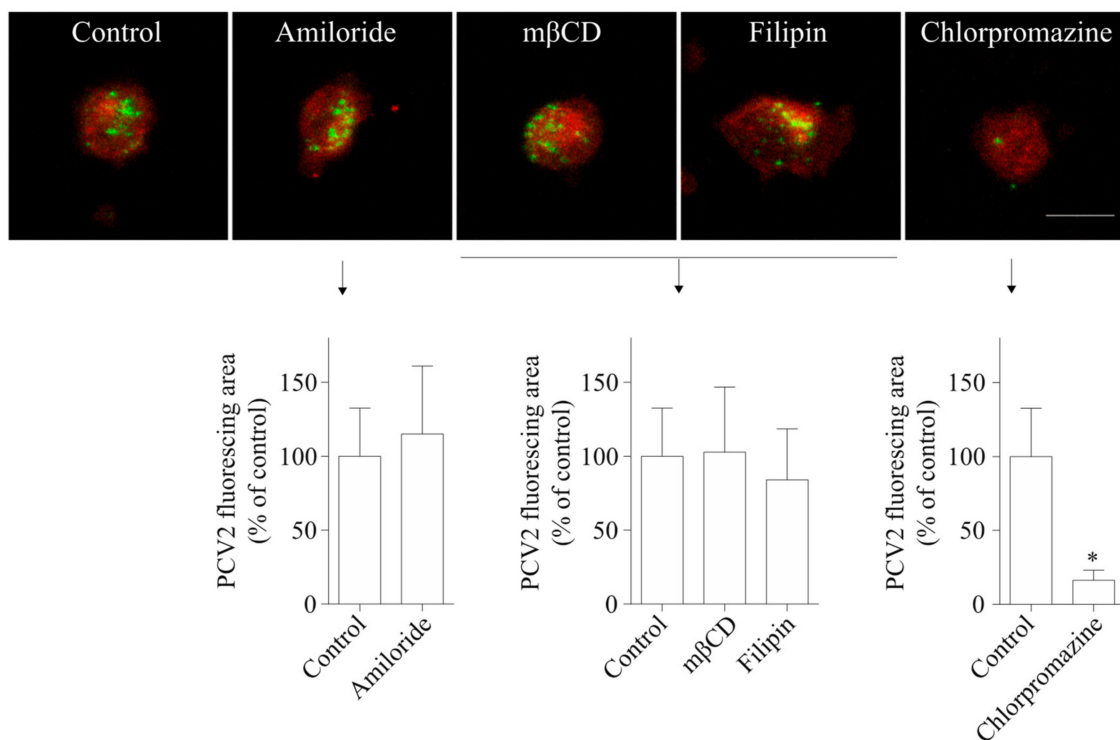 Control
Amiloride
mβCD
Filipin
Chlorpromazine
PCV2 fluorescing area
(% of control)
150
100
50
0
Control
Amiloride
PCV2 fluorescing area
(% of control)
150
100
50
0
Control
mβCD
Filipin
PCV2 fluorescing area
(% of control)
150
100
50
0
*
Control
Chlorpromazine